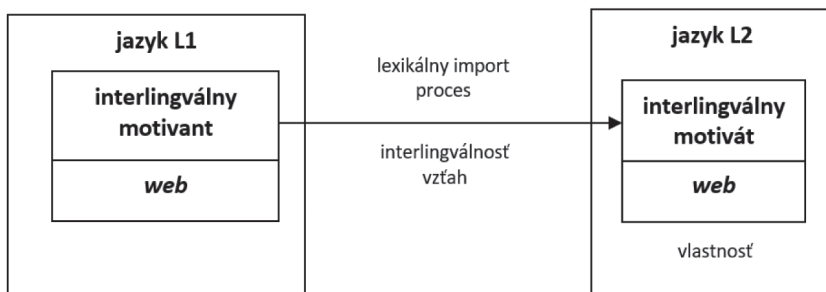 jazyk L1
interlingválny
motivant
web
lexikálny import
proces
interlingválnosť
vzťah
jazyk L2
interlingválny
motivát
web
vlastnosť